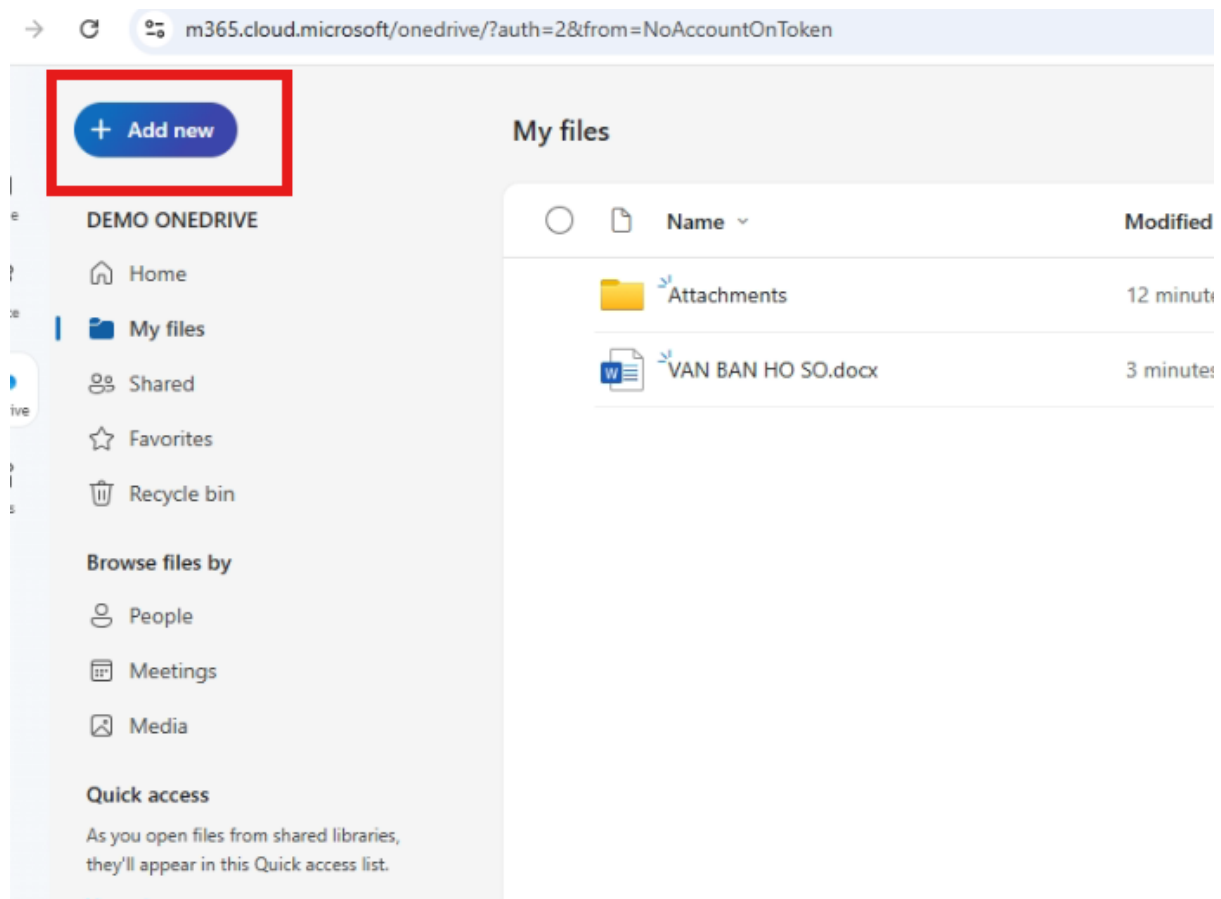 m365.cloud.microsoft/onedrive/?auth=2&from=NoAccountOnToken
+ Add new
My files
DEMO ONEDRIVE
Name
Modified
Home
Attachments
12 minute
My files
VAN BAN HO SO.docx
3 minutes
Shared
Favorites
Recycle bin
Browse files by
People
Meetings
Media
Quick access
As you open files from shared libraries,
they'll appear in this Quick access list.